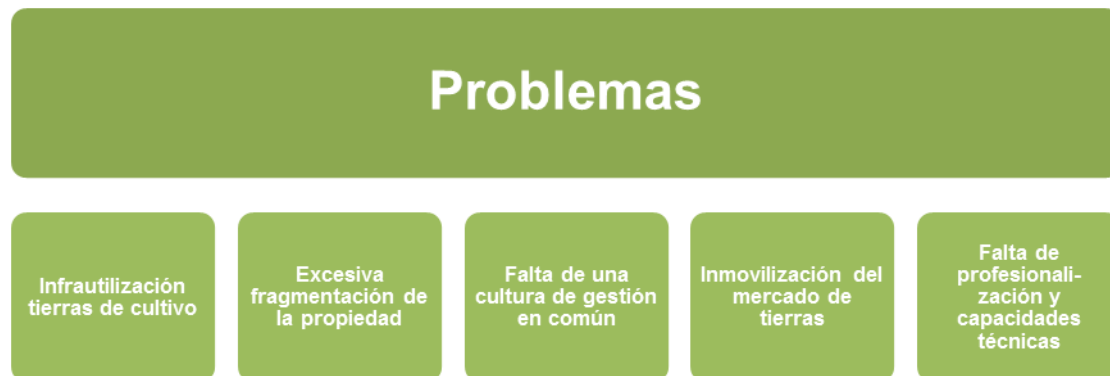 Problemas
Infrautilización
tierras de cultivo
Excesiva
fragmentación de
la propiedad
Falta de una
cultura de gestión
en común
Inmovilización del
mercado de
tierras
Falta de
profesionali-
zación y
capacidades
técnicas